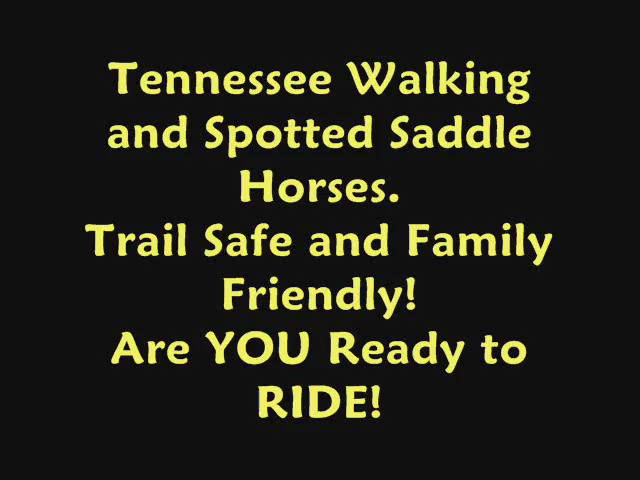 Tennessee Walking
and Spotted Saddle
Horses.
Trail Safe and Family
Friendly!
Are YOU Ready to
RIDE!